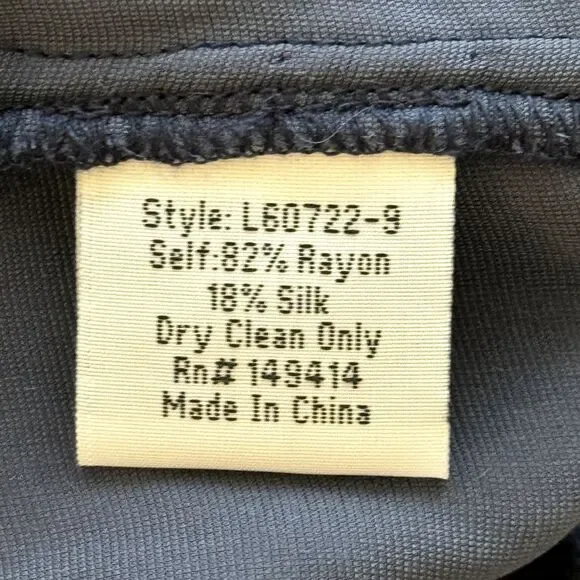 Style: L60722-9
Self:82% Rayon
18% Silk
Dry Clean Only
Rn# 149414
Made In China